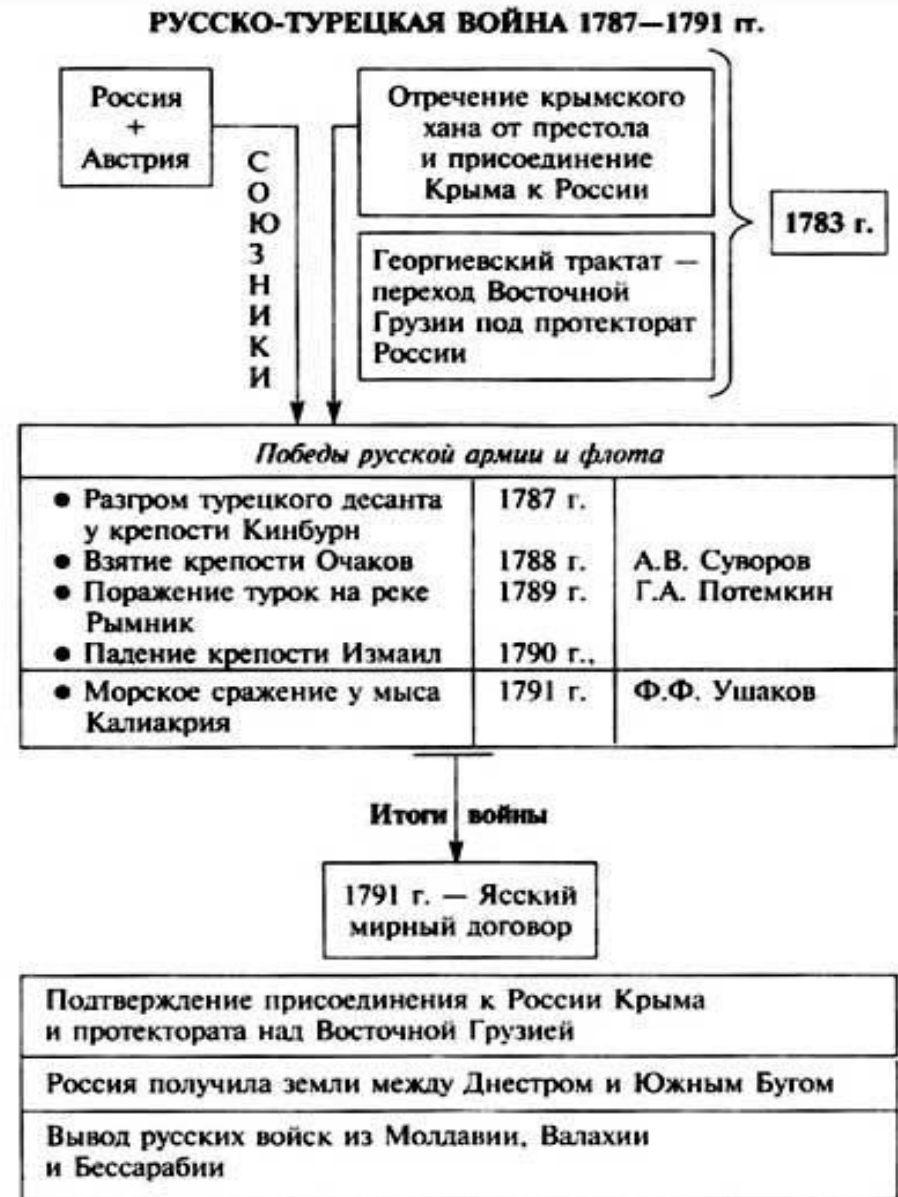 РУССКО-ТУРЕЦКАЯ ВОЙНА 1787—1791 гг.
Россия
+
Австрия
СОЮЗНИКИ
Отречение крымского
хана от престола
и присоединение
Крыма к России
Георгиевский трактат —
переход Восточной
Грузии под протекторат
России
1783 г.
Победы русской армии и флота
• Разгром турецкого десанта 1787 г.
у крепости Кинбурн
• Взятие крепости Очаков 1788 г. А.В. Суворов
• Поражение турок на реке 1789 г. Г.А. Потемкин
Рымник
• Падение крепости Измаил 1790 г.,
• Морское сражение у мыса 1791 г. Ф.Ф. Ушаков
Калиакрия
Итоги войны
1791 г. — Ясский
мирный договор
Подтверждение присоединения к России Крыма
и протектората над Восточной Грузией
Россия получила земли между Днестром и Южным Бугом
Вывод русских войск из Молдавии, Валахии
и Бессарабии